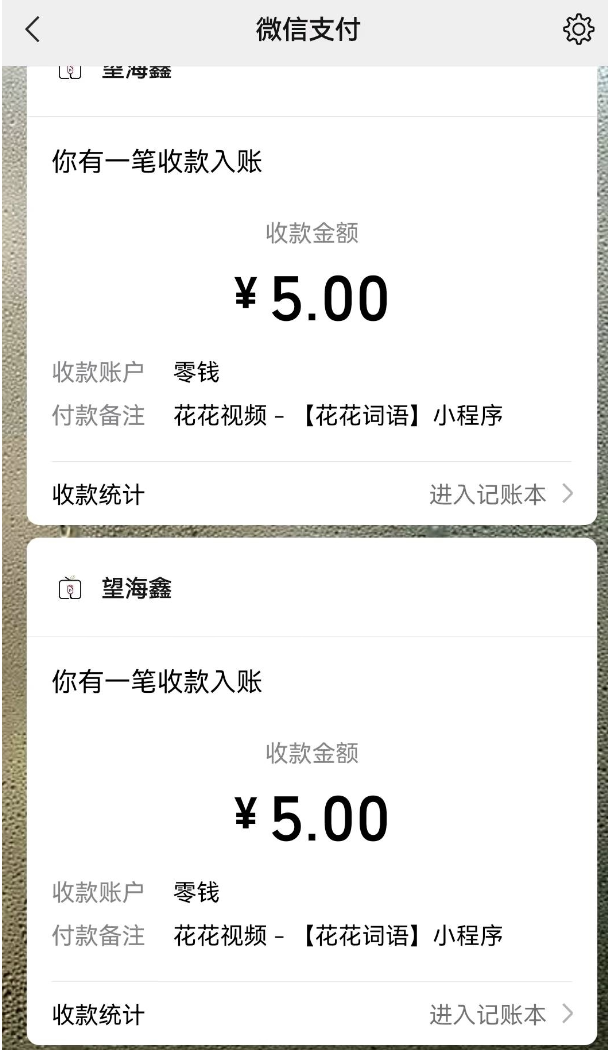 微信支付
望海鑫
你有一笔收款入账
收款金额
¥5.00
收款账户 零钱
付款备注 花花视频 – 【花花词语】小程序
收款统计 进入记账本
望海鑫
你有一笔收款入账
收款金额
¥5.00
收款账户 零钱
付款备注 花花视频 – 【花花词语】小程序
收款统计 进入记账本